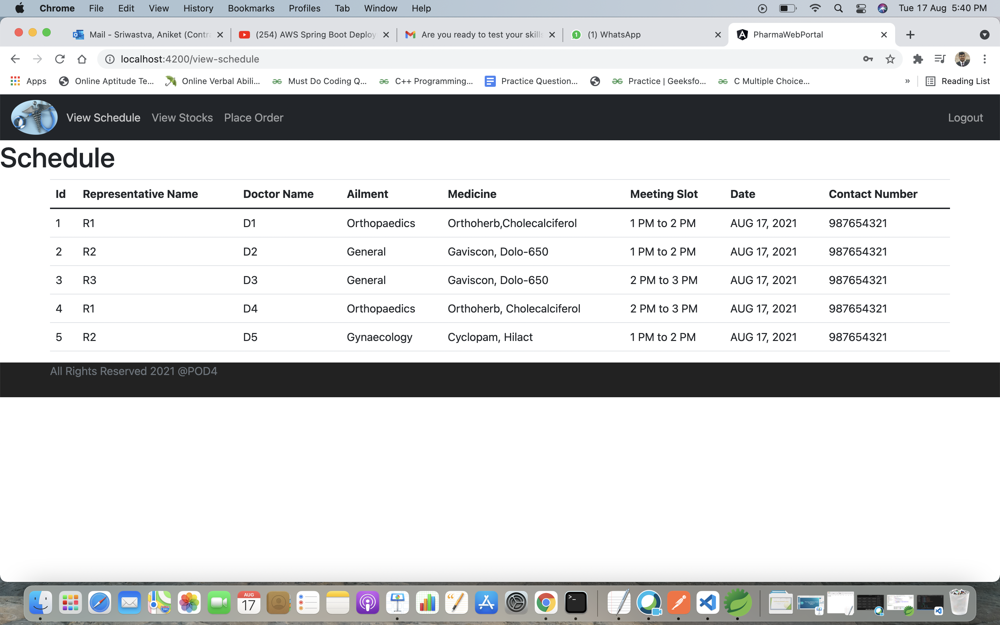 Chrome File Edit View History Bookmarks Profiles Tab Window Help Tue 17 Aug 5:40 PM
Mail - Sriwastva, Aniket (Contra (254) AWS Spring Boot Deploy Are you ready to test your skills 1 (1) WhatsApp PharmaWebPortal
localhost:4200/view-schedule
Apps Online Aptitude Te... Online Verbal Abili... Must Do Coding Q... C++ Programming... Practice Question... Practice | Geeksfo... C Multiple Choice... » Reading List
View Schedule View Stocks Place Order Logout
Schedule
Id Representative Name Doctor Name Ailment Medicine Meeting Slot Date Contact Number
1 R1 D1 Orthopaedics Orthoherb,Cholecalciferol 1 PM to 2 PM AUG 17, 2021 987654321
2 R2 D2 General Gaviscon, Dolo-650 1 PM to 2 PM AUG 17, 2021 987654321
3 R3 D3 General Gaviscon, Dolo-650 2 PM to 3 PM AUG 17, 2021 987654321
4 R1 D4 Orthopaedics Orthoherb, Cholecalciferol 2 PM to 3 PM AUG 17, 2021 987654321
5 R2 D5 Gynaecology Cyclopam, Hilact 1 PM to 2 PM AUG 17, 2021 987654321
All Rights Reserved 2021 @POD4
AUG
17
280